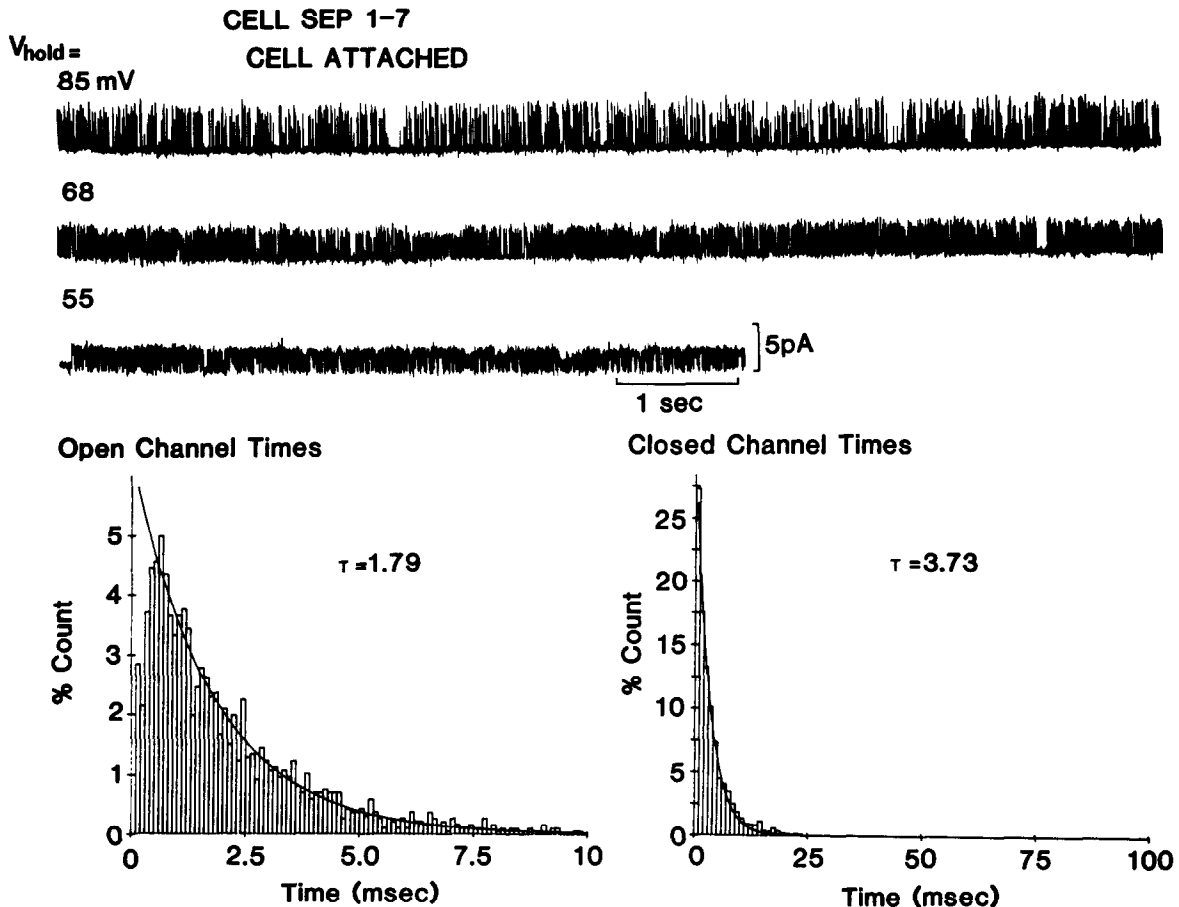 CELL SEP 1-7
V hold =
CELL ATTACHED
85 mV
68
55
5pA
1 sec
Open Channel Times
Closed Channel Times
% Count
5
4
3
2
1
0
τ = 1.79
0
2.5
5.0
7.5
10
Time (msec)
% Count
25
20
15
10
5
0
τ = 3.73
0
25
50
75
100
Time (msec)